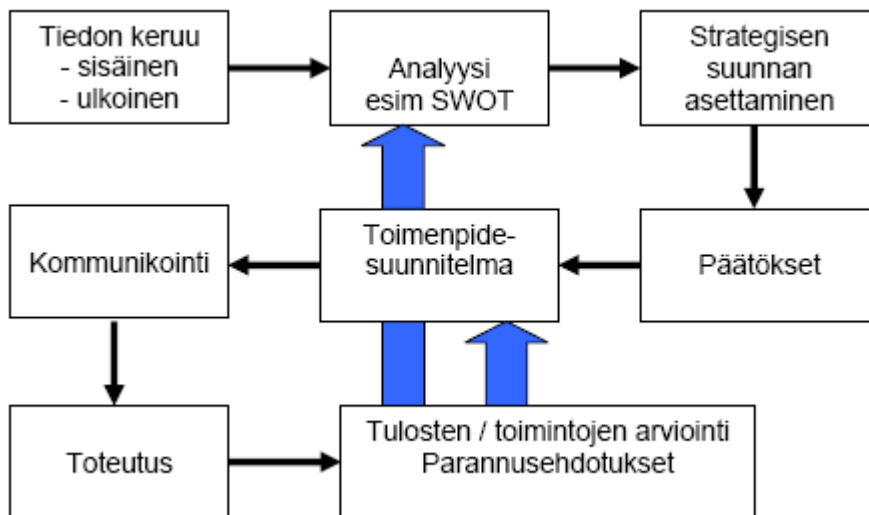 Tiedon keruu
- sisäinen
- ulkoinen
Analyysi
esim SWOT
Strategisen
suunnan
asettaminen
Kommunikointi
Toimenpide-
suunnitelma
Päätökset
Toteutus
Tulosten / toimintojen arviointi
Parannusehdotukset